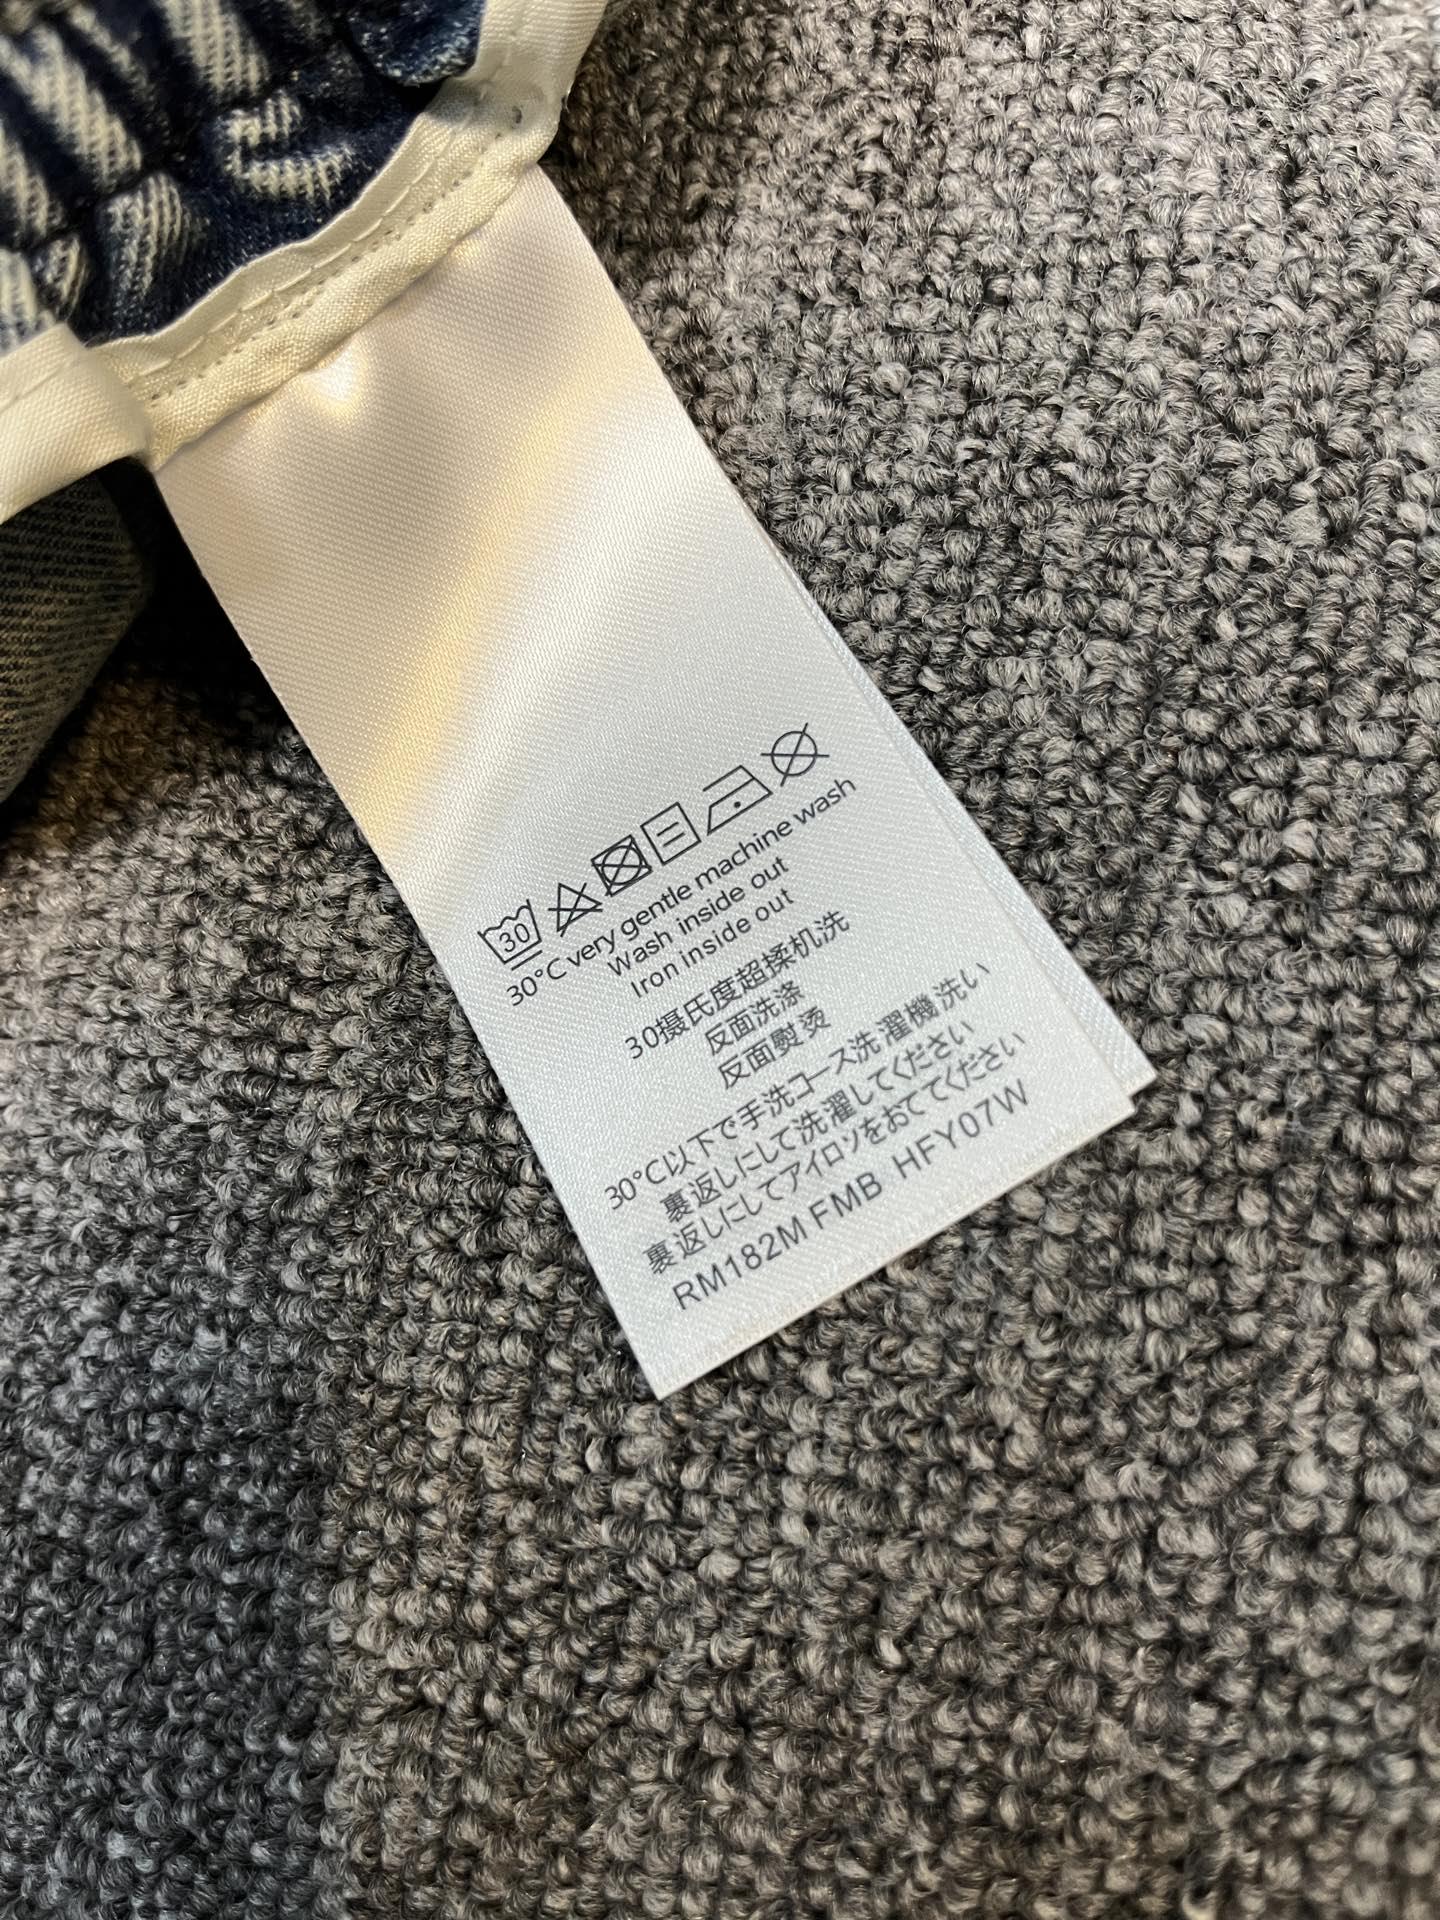 30
30°C very gentle machine wash
Wash inside out
Iron inside out
30摄氏度超揉机洗
反面洗涤
反面熨烫
30°C以下で手洗コース洗濯機洗い
裏返しにして洗濯してください
裏返しにしてアイロソをおててください
RM182M FMB HFY07W